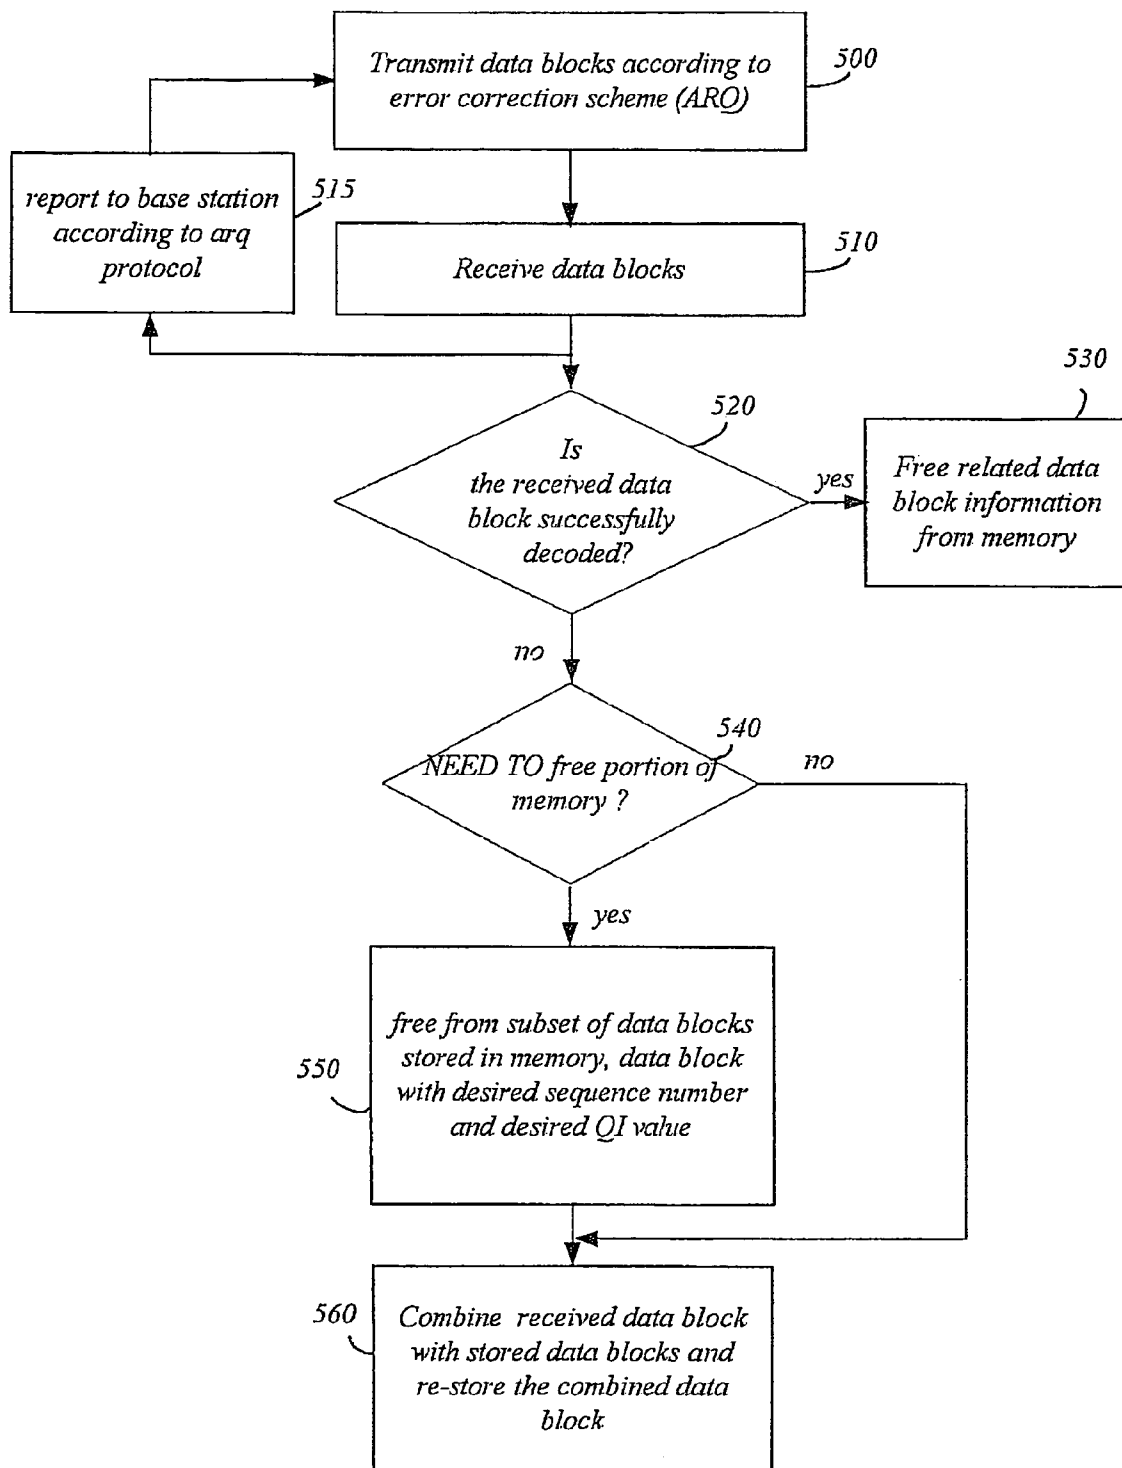 Transmit data blocks according to
error correction scheme (ARQ)
500
report to base station
according to arq
protocol
515
Receive data blocks
510
Is
the received data
block successfully
decoded?
520
yes
Free related data
block information
from memory
530
no
NEED TO free portion of
memory ?
540
no
yes
free from subset of data blocks
stored in memory, data block
with desired sequence number
and desired QI value
550
Combine received data block
with stored data blocks and
re-store the combined data
block
560